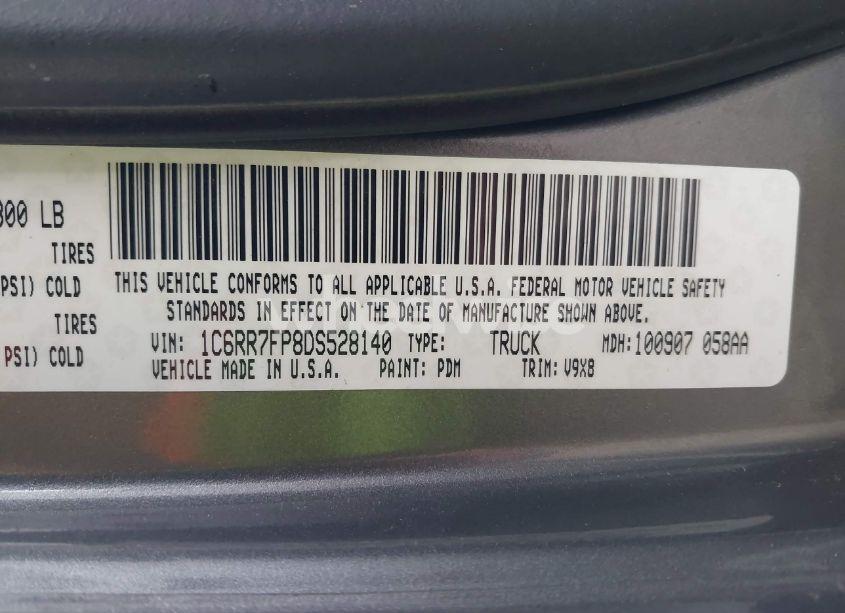 800 LB
TIRES
PSI) COLD
TIRES
PSI) COLD
THIS VEHICLE CONFORMS TO ALL APPLICABLE U.S.A. FEDERAL MOTOR VEHICLE SAFETY
STANDARDS IN EFFECT ON THE DATE OF MANUFACTURE SHOWN ABOVE.
VIN: 1C6RR7FP8DS528140 TYPE: TRUCK MDH: 100907 058AA
VEHICLE MADE IN U.S.A. PAINT: PDM TRIM: V9X8